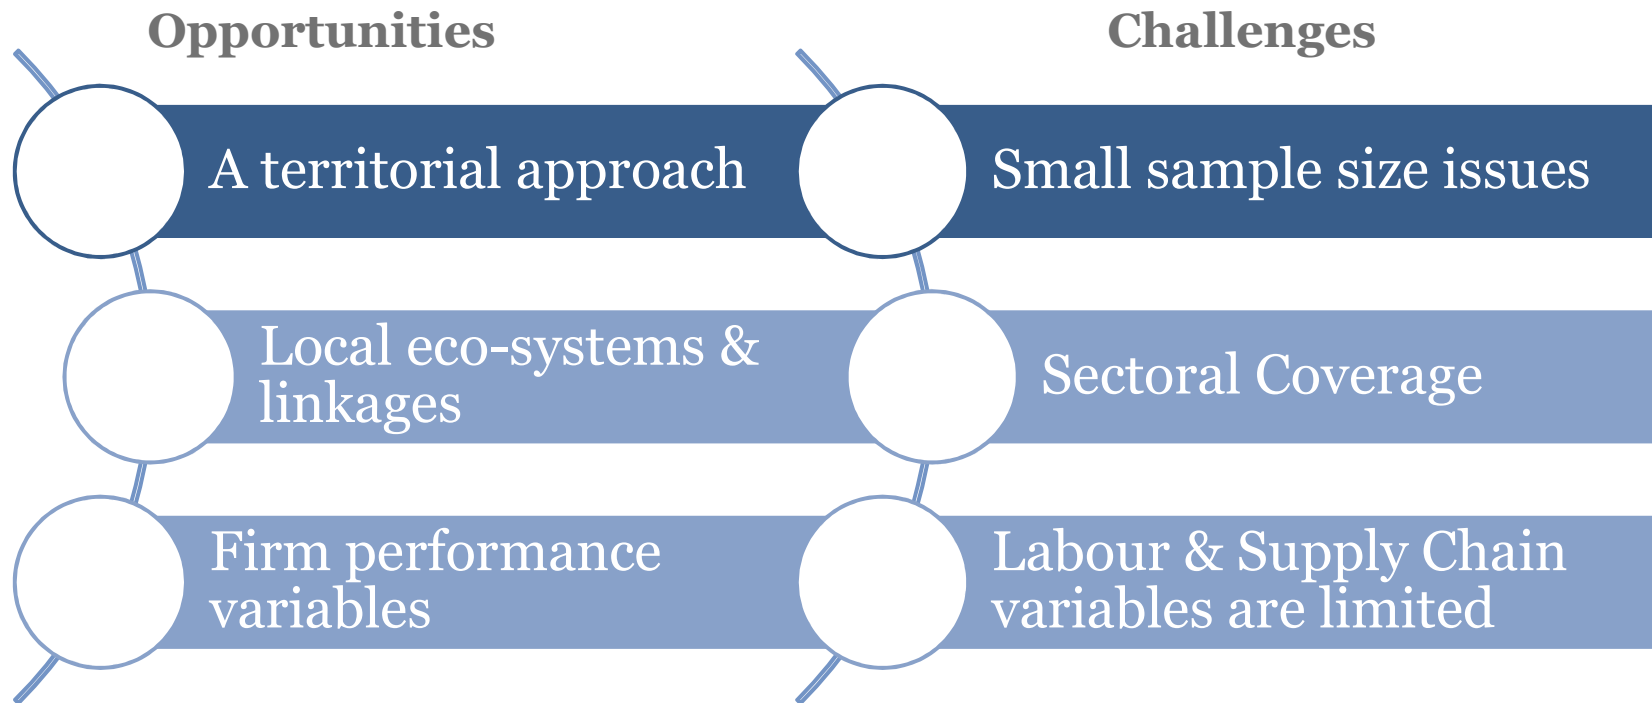 Opportunities
A territorial approach
Local eco-systems &
linkages
Firm performance
variables
Challenges
Small sample size issues
Sectoral Coverage
Labour & Supply Chain
variables are limited